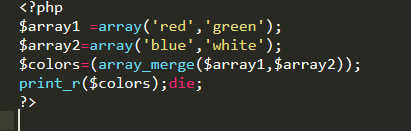 <?php
$array1 =array('red','green');
$array2=array('blue','white');
$colors=(array_merge($array1,$array2));
print_r($colors);die;
?>